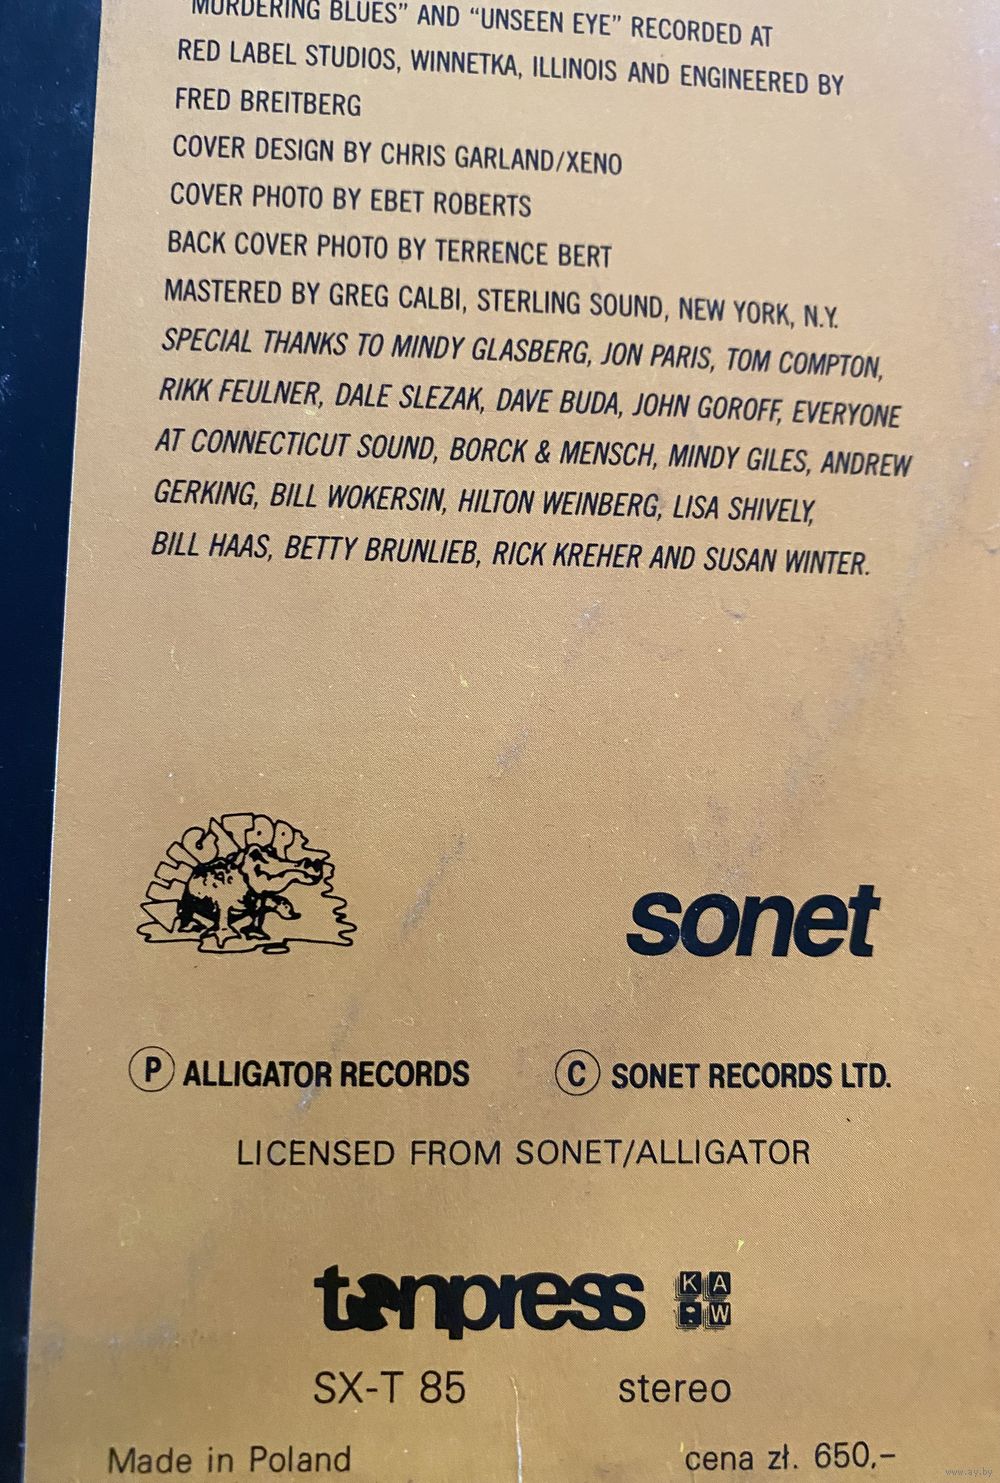 MURDERING BLUES” AND “UNSEEN EYE” RECORDED AT
RED LABEL STUDIOS, WINNETKA, ILLINOIS AND ENGINEERED BY
FRED BREITBERG
COVER DESIGN BY CHRIS GARLAND/XENO
COVER PHOTO BY EBET ROBERTS
BACK COVER PHOTO BY TERRENCE BERT
MASTERED BY GREG CALBI, STERLING SOUND, NEW YORK, N.Y.
SPECIAL THANKS TO MINDY GLASBERG, JON PARIS, TOM COMPTON,
RIKK FEULNER, DALE SLEZAK, DAVE BUDA, JOHN GOROFF, EVERYONE
AT CONNECTICUT SOUND, BORCK & MENSCH, MINDY GILES, ANDREW
GERKING, BILL WOKERSIN, HILTON WEINBERG, LISA SHIVELY,
BILL HAAS, BETTY BRUNLIEB, RICK KREHER AND SUSAN WINTER.
ALLIGATOR
sonet
Ⓟ ALLIGATOR RECORDS © SONET RECORDS LTD.
LICENSED FROM SONET/ALLIGATOR
tonpress KAW
SX-T 85 stereo
Made in Poland cena zł. 650,-
www.ay.by